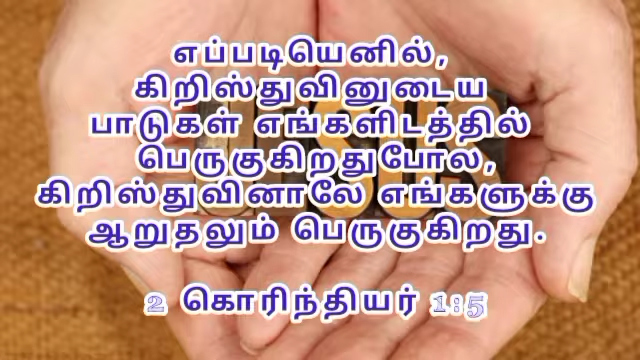 எப்படியெனில்,
கிறிஸ்துவினுடைய
பாடுகள் எங்களிடத்தில்
பெருகுகிறதுபோல,
கிறிஸ்துவினாலே எங்களுக்கு
ஆறுதலும் பெருகுகிறது.
2 கொரிந்தியர் 1:5